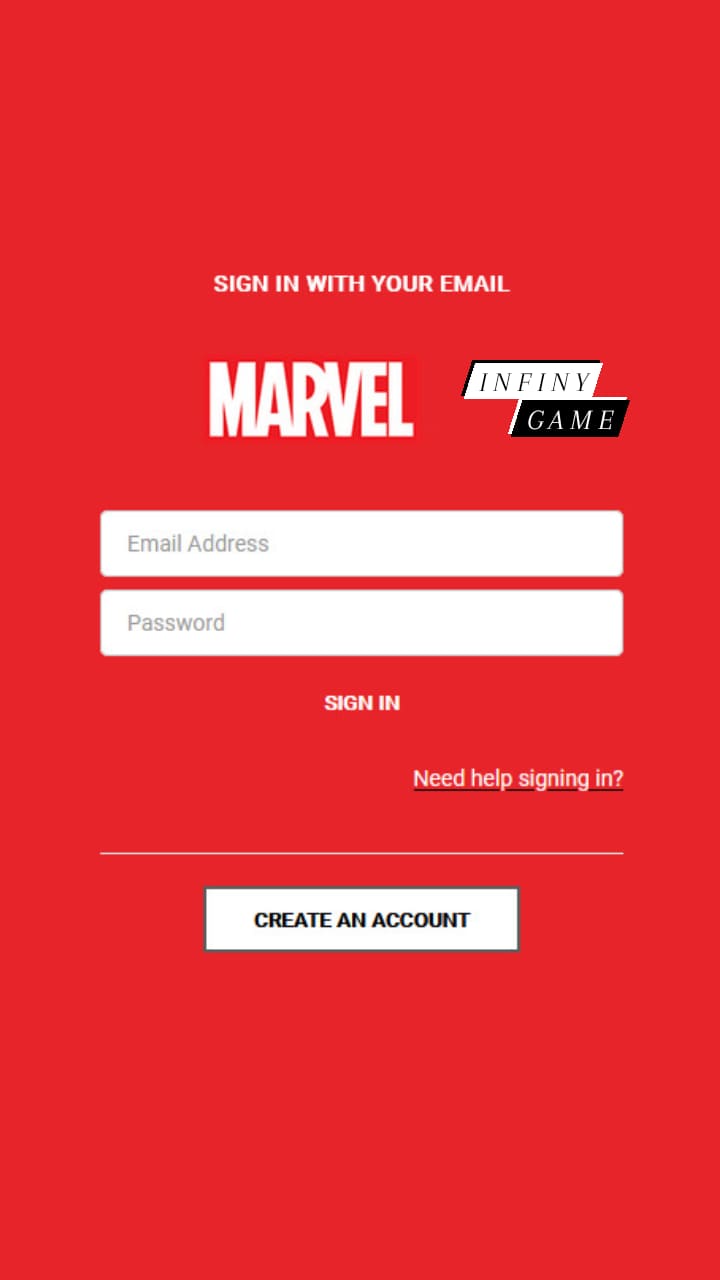 SIGN IN WITH YOUR EMAIL
MARVEL
INFINY
GAME
Email Address
Password
SIGN IN
Need help signing in?
CREATE AN ACCOUNT